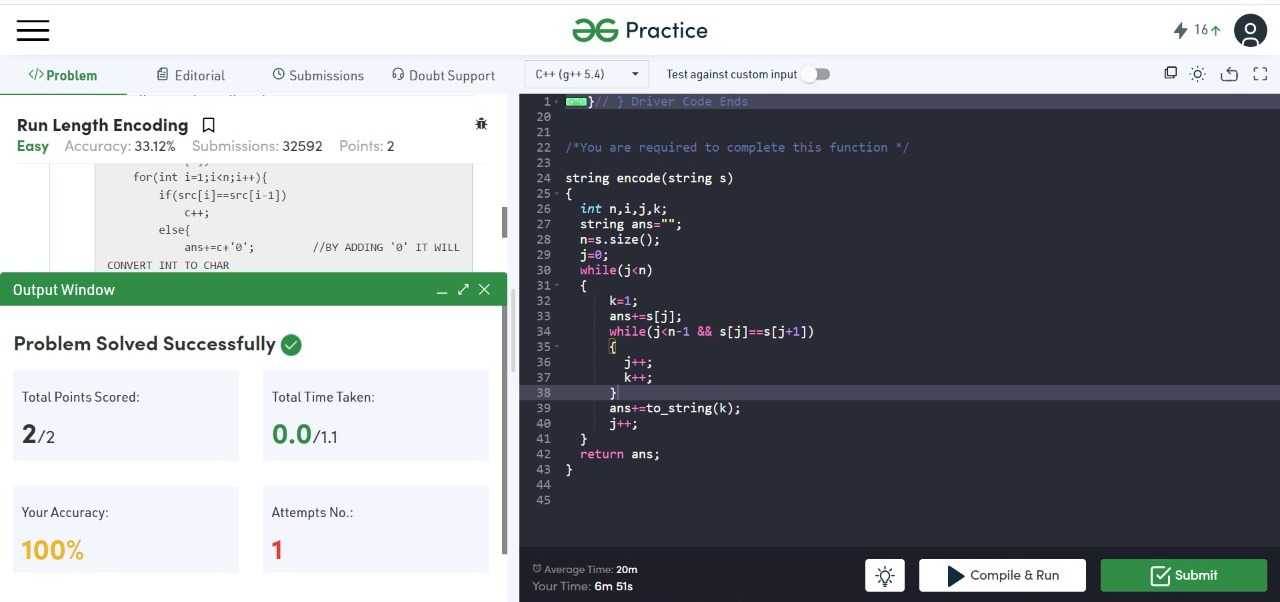 Practice
16
Problem
Editorial
Submissions
Doubt Support
C++ (g++ 5.4)
Test against custom input
Run Length Encoding
Easy Accuracy: 33.12% Submissions: 32592 Points: 2
for(int i=1;i<n;i++){
if(src[i]==src[i-1])
c++;
else{
ans+=c+'0'; //BY ADDING '0' IT WILL
CONVERT INT TO CHAR
Output Window
Problem Solved Successfully
Total Points Scored:
2/2
Total Time Taken:
0.0/1.1
Your Accuracy:
100%
Attempts No.:
1
1 }// } Driver Code Ends
20
21
22 /*You are required to complete this function */
23
24 string encode(string s)
25 {
26 int n,i,j,k;
27 string ans="";
28 n=s.size();
29 j=0;
30 while(j<n)
31 {
32 k=1;
33 ans+=s[j];
34 while(j<n-1 && s[j]==s[j+1])
35 {
36 j++;
37 k++;
38 }
39 ans+=to_string(k);
40 j++;
41 }
42 return ans;
43 }
44
45
Average Time: 20m
Your Time: 6m 51s
Compile & Run
Submit